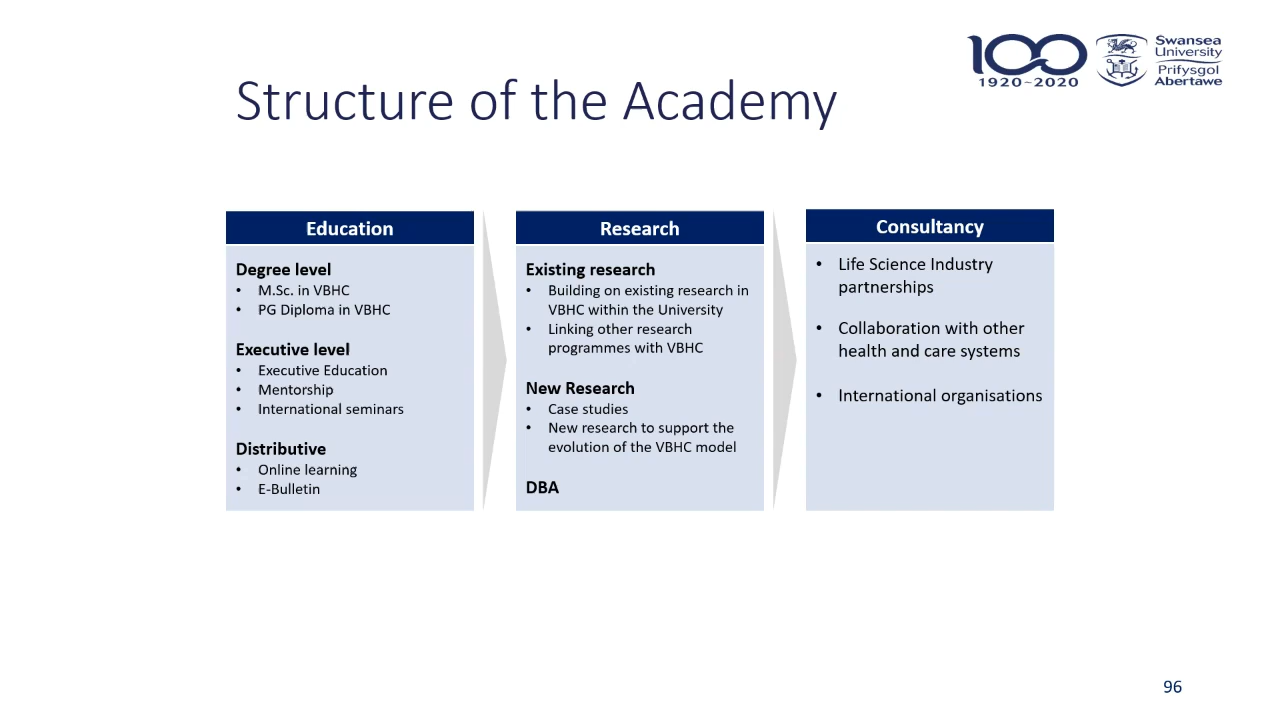 100
1920~2020
Swansea
University
Prifysgol
Abertawe
Structure of the Academy
Education
Degree level
• M.Sc. in VBHC
• PG Diploma in VBHC
Executive level
• Executive Education
• Mentorship
• International seminars
Distributive
• Online learning
• E-Bulletin
Research
Existing research
• Building on existing research in
VBHC within the University
• Linking other research
programmes with VBHC
New Research
• Case studies
• New research to support the
evolution of the VBHC model
DBA
Consultancy
• Life Science Industry
partnerships
• Collaboration with other
health and care systems
• International organisations
96